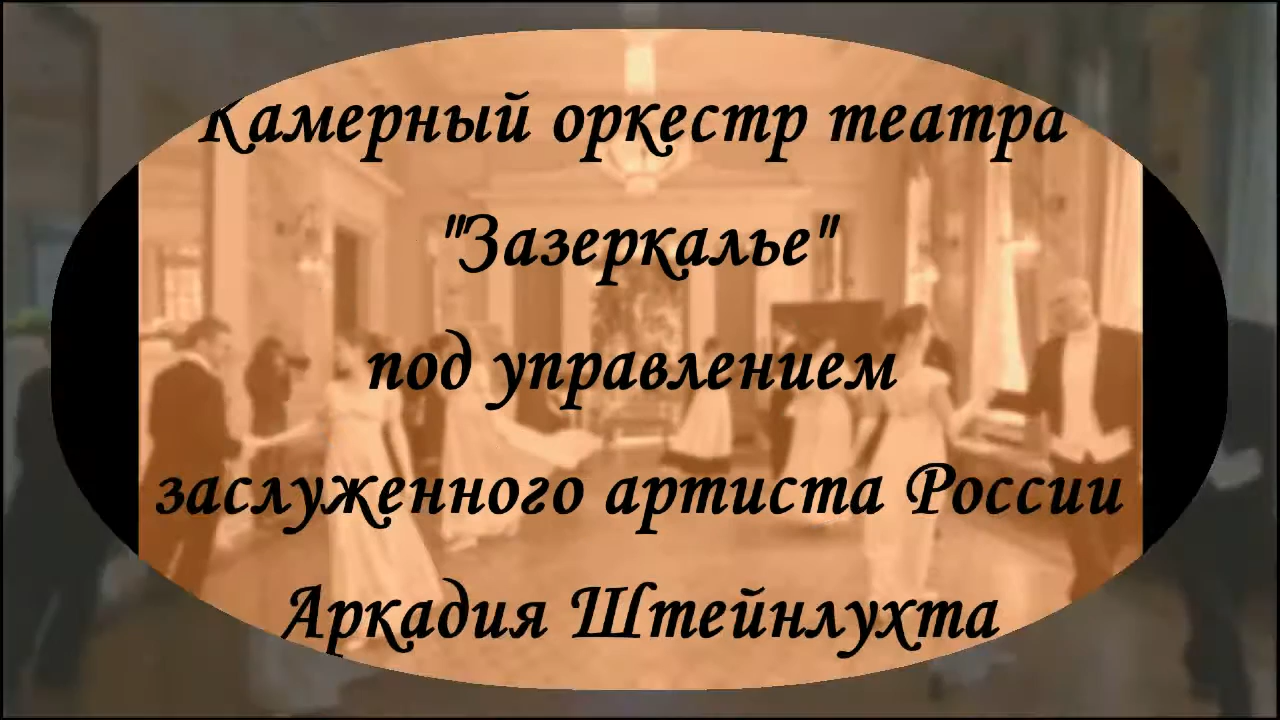 Камерный оркестр театра
"Зазеркалье"
под управлением
заслуженного артиста России
Аркадия Штейнлухта